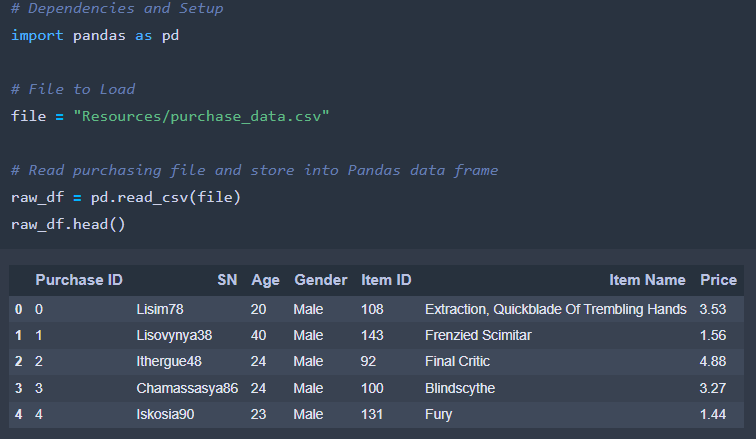 # Dependencies and Setup
import pandas as pd
# File to Load
file = "Resources/purchase_data.csv"
# Read purchasing file and store into Pandas data frame
raw_df = pd.read_csv(file)
raw_df.head()
Purchase ID SN Age Gender Item ID Item Name Price
0 0 Lisim78 20 Male 108 Extraction, Quickblade Of Trembling Hands 3.53
1 1 Lisovynya38 40 Male 143 Frenzied Scimitar 1.56
2 2 Ithergue48 24 Male 92 Final Critic 4.88
3 3 Chamassasya86 24 Male 100 Blindscythe 3.27
4 4 Iskosia90 23 Male 131 Fury 1.44